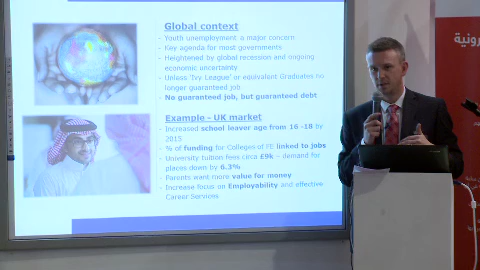 Global context
- Youth unemployment a major concern
- Key agenda for most governments
- Heightened by global recession and ongoing
economic uncertainty
- Unless 'Ivy League' or equivalent Graduates no
longer guaranteed job
- No guaranteed job, but guaranteed debt
Example - UK market
- Increased school leaver age from 16 -18 by
2015
- % of funding for Colleges of FE linked to jobs
- University tuition fess circa £9k – demand for
places down by 6.3%
- Parents want more value for money
- Increase focus on Employability and effective
Career Services